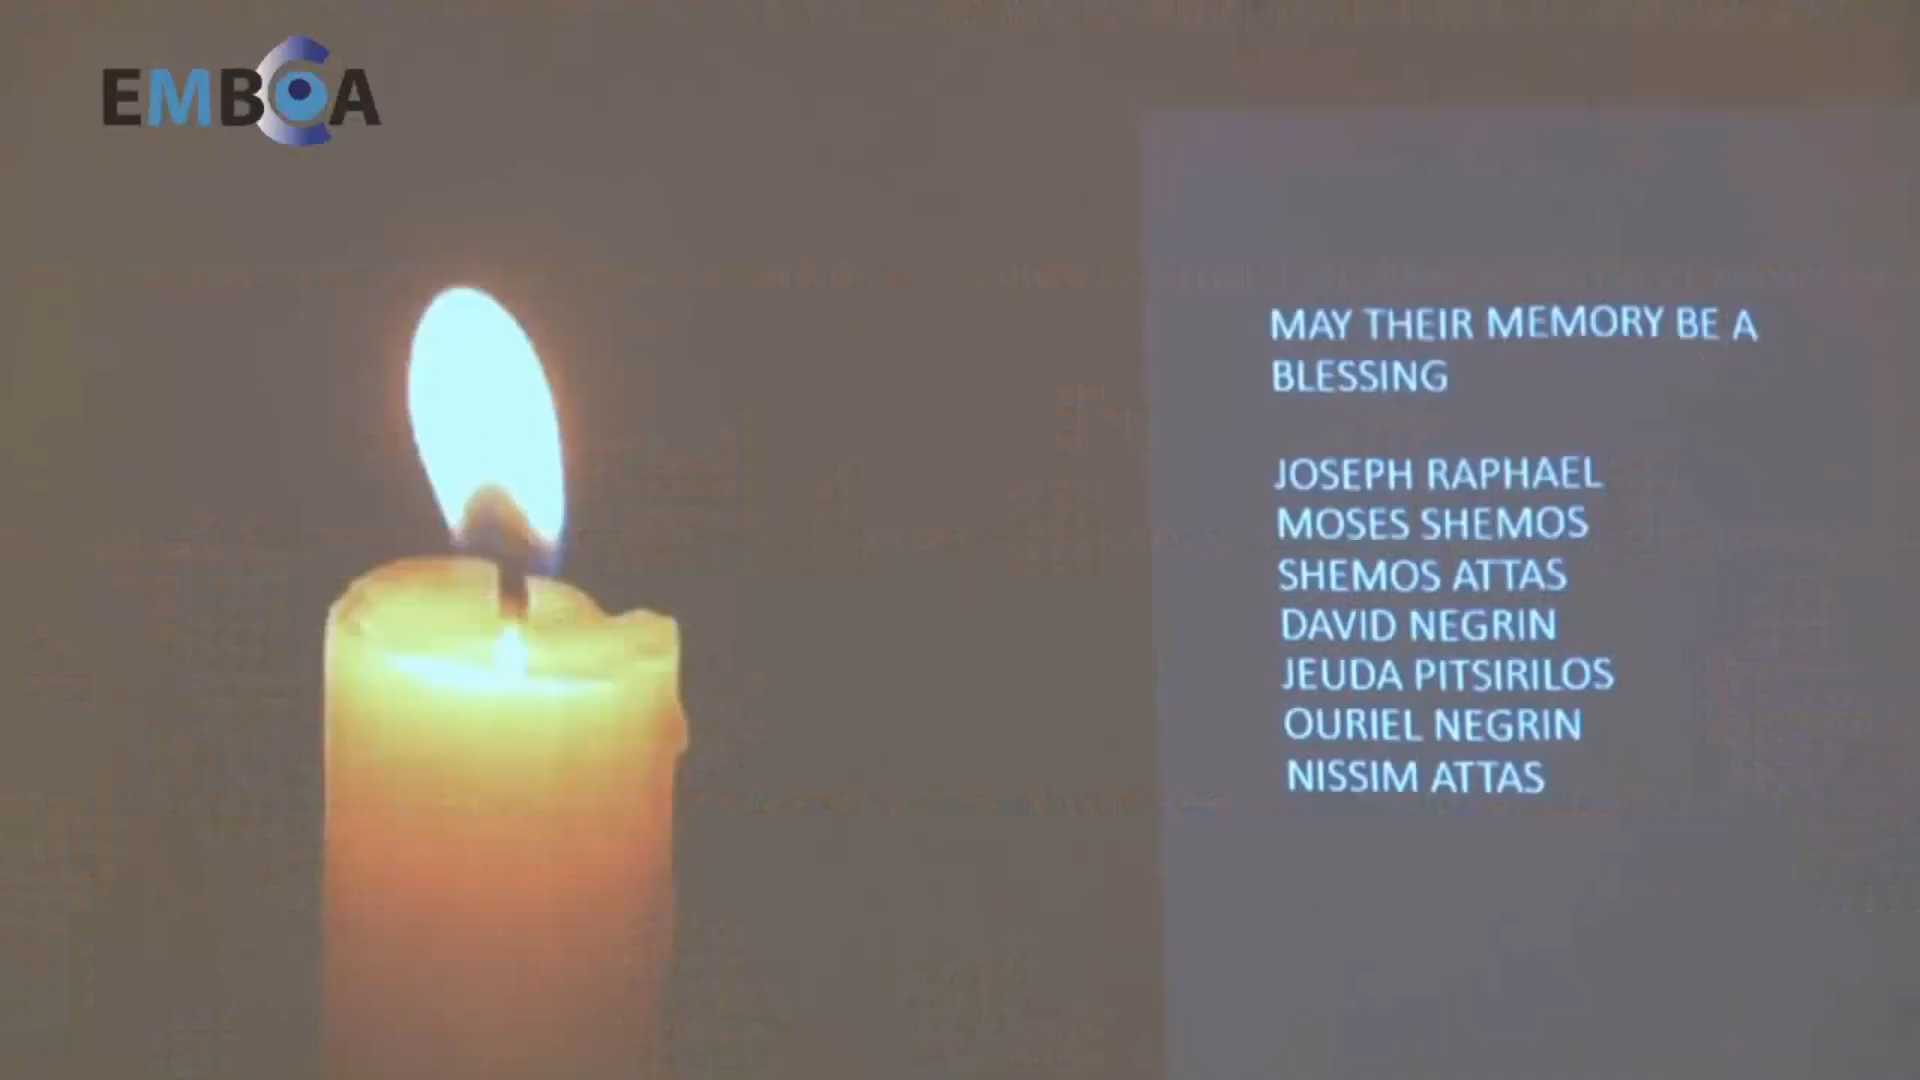 EMBCA
MAY THEIR MEMORY BE A
BLESSING
JOSEPH RAPHAEL
MOSES SHEMOS
SHEMOS ATTAS
DAVID NEGRIN
JEUDA PITSIRILOS
OURIEL NEGRIN
NISSIM ATTAS